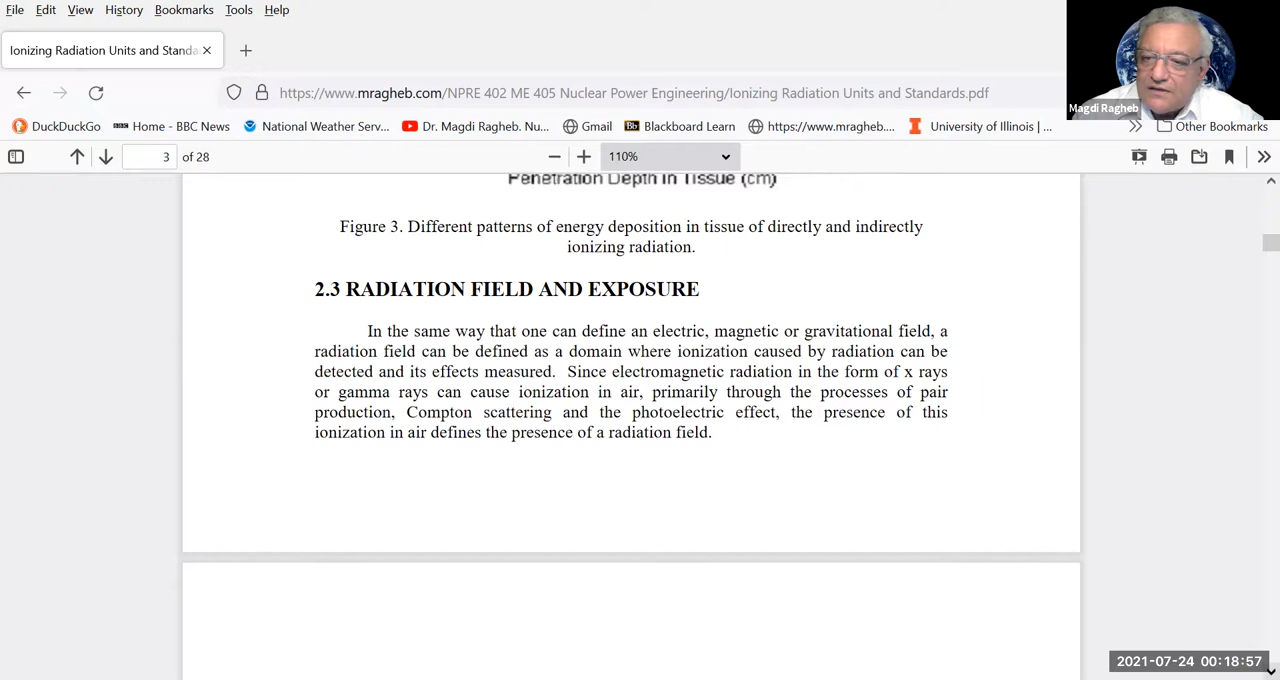 File Edit View History Bookmarks Tools Help
Ionizing Radiation Units and Standa
https://www.mragheb.com/NPRE 402 ME 405 Nuclear Power Engineering/Ionizing Radiation Units and Standards.pdf
Magdi Ragheb
DuckDuckGo BBC Home - BBC News National Weather Serv... Dr. Magdi Ragheb. Nu... Gmail Bb Blackboard Learn https://www.mragheb.... University of Illinois |... Other Bookmarks
3 of 28 110%
Penetration Depth in Tissue (cm)
Figure 3. Different patterns of energy deposition in tissue of directly and indirectly
ionizing radiation.
2.3 RADIATION FIELD AND EXPOSURE
In the same way that one can define an electric, magnetic or gravitational field, a
radiation field can be defined as a domain where ionization caused by radiation can be
detected and its effects measured. Since electromagnetic radiation in the form of x rays
or gamma rays can cause ionization in air, primarily through the processes of pair
production, Compton scattering and the photoelectric effect, the presence of this
ionization in air defines the presence of a radiation field.
2021-07-24 00:18:57